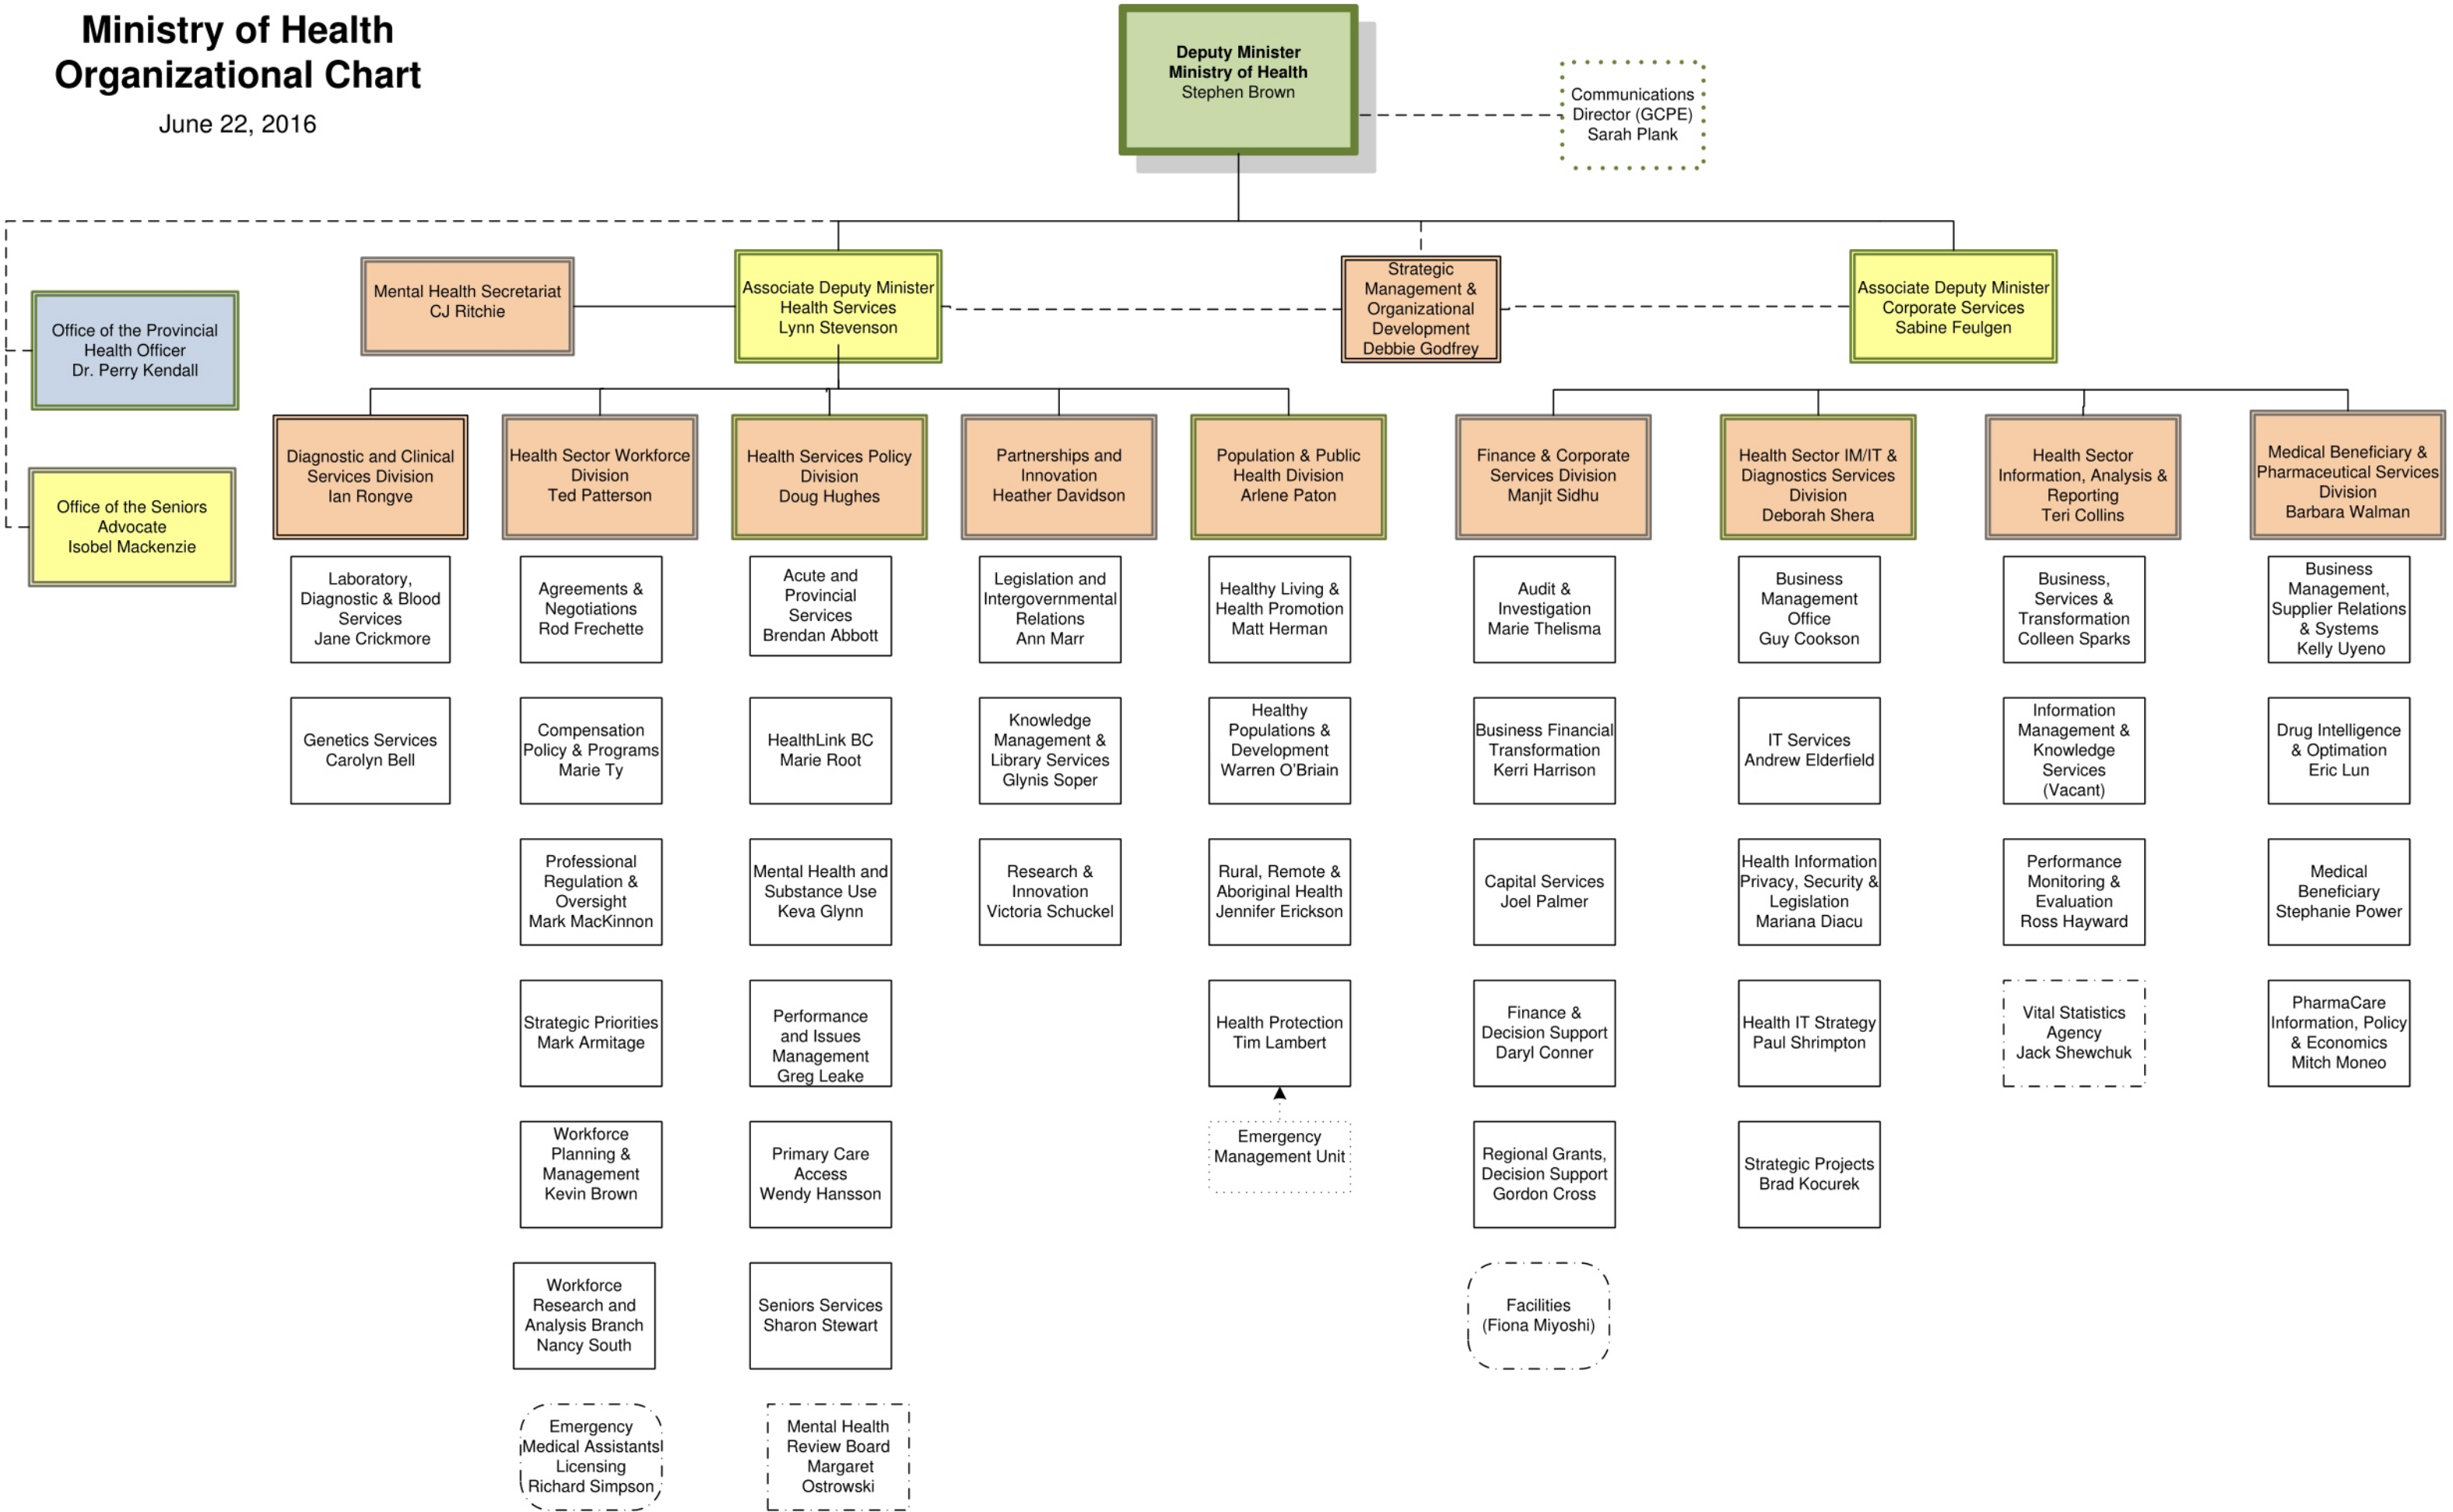 Ministry of Health
Organizational Chart
June 22, 2016
Deputy Minister
Ministry of Health
Stephen Brown
Communications
Director (GCPE)
Sarah Plank
Office of the Provincial
Health Officer
Dr. Perry Kendall
Office of the Seniors
Advocate
Isobel Mackenzie
Mental Health Secretariat
CJ Ritchie
Associate Deputy Minister
Health Services
Lynn Stevenson
Strategic
Management &
Organizational
Development
Debbie Godfrey
Associate Deputy Minister
Corporate Services
Sabine Feulgen
Diagnostic and Clinical
Services Division
Ian Rongve
Laboratory,
Diagnostic & Blood
Services
Jane Crickmore
Genetics Services
Carolyn Bell
Health Sector Workforce
Division
Ted Patterson
Agreements &
Negotiations
Rod Frechette
Compensation
Policy & Programs
Marie Ty
Professional
Regulation &
Oversight
Mark MacKinnon
Strategic Priorities
Mark Armitage
Workforce
Planning &
Management
Kevin Brown
Workforce
Research and
Analysis Branch
Nancy South
Emergency
Medical Assistants
Licensing
Richard Simpson
Health Services Policy
Division
Doug Hughes
Acute and
Provincial
Services
Brendan Abbott
HealthLink BC
Marie Root
Mental Health and
Substance Use
Keva Glynn
Performance
and Issues
Management
Greg Leake
Primary Care
Access
Wendy Hansson
Seniors Services
Sharon Stewart
Mental Health
Review Board
Margaret
Ostrowski
Partnerships and
Innovation
Heather Davidson
Legislation and
Intergovernmental
Relations
Ann Marr
Knowledge
Management &
Library Services
Glynis Soper
Research &
Innovation
Victoria Schuckel
Population & Public
Health Division
Arlene Paton
Healthy Living &
Health Promotion
Matt Herman
Healthy
Populations &
Development
Warren O'Briain
Rural, Remote &
Aboriginal Health
Jennifer Erickson
Health Protection
Tim Lambert
Emergency
Management Unit
Finance & Corporate
Services Division
Manjit Sidhu
Audit &
Investigation
Marie Thelisma
Business Financial
Transformation
Kerri Harrison
Capital Services
Joel Palmer
Finance &
Decision Support
Daryl Conner
Regional Grants,
Decision Support
Gordon Cross
Facilities
(Fiona Miyoshi)
Health Sector IM/IT &
Diagnostics Services
Division
Deborah Shera
Business
Management
Office
Guy Cookson
IT Services
Andrew Elderfield
Health Information
Privacy, Security &
Legislation
Mariana Diacu
Health IT Strategy
Paul Shrimpton
Strategic Projects
Brad Kocurek
Health Sector
Information, Analysis &
Reporting
Teri Collins
Business,
Services &
Transformation
Colleen Sparks
Information
Management &
Knowledge
Services
(Vacant)
Performance
Monitoring &
Evaluation
Ross Hayward
Vital Statistics
Agency
Jack Shewchuk
Medical Beneficiary &
Pharmaceutical Services
Division
Barbara Walman
Business
Management,
Supplier Relations
& Systems
Kelly Uyeno
Drug Intelligence
& Optimation
Eric Lun
Medical
Beneficiary
Stephanie Power
PharmaCare
Information, Policy
& Economics
Mitch Moneo